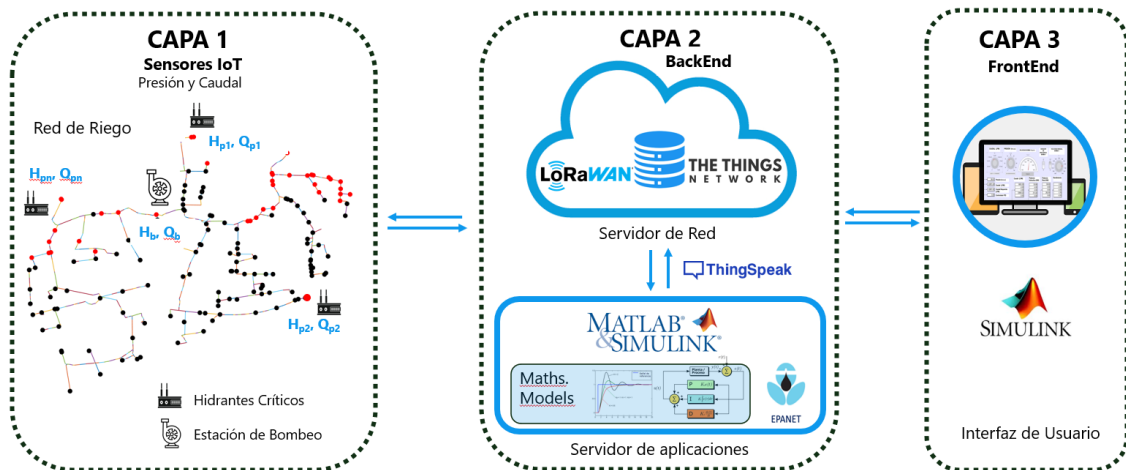 CAPA 1
Sensores IoT
Presión y Caudal
Red de Riego
Hp1, Qp1
Hpn, Qpn
Hb, Qb
Hp2, Qp2
Hidrantes Críticos
Estación de Bombeo
CAPA 2
BackEnd
LoRaWAN
THE THINGS
NETWORK
Servidor de Red
ThingSpeak
MATLAB®
&SIMULINK®
Maths.
Models
EPANET
Servidor de aplicaciones
CAPA 3
FrontEnd
SIMULINK
Interfaz de Usuario